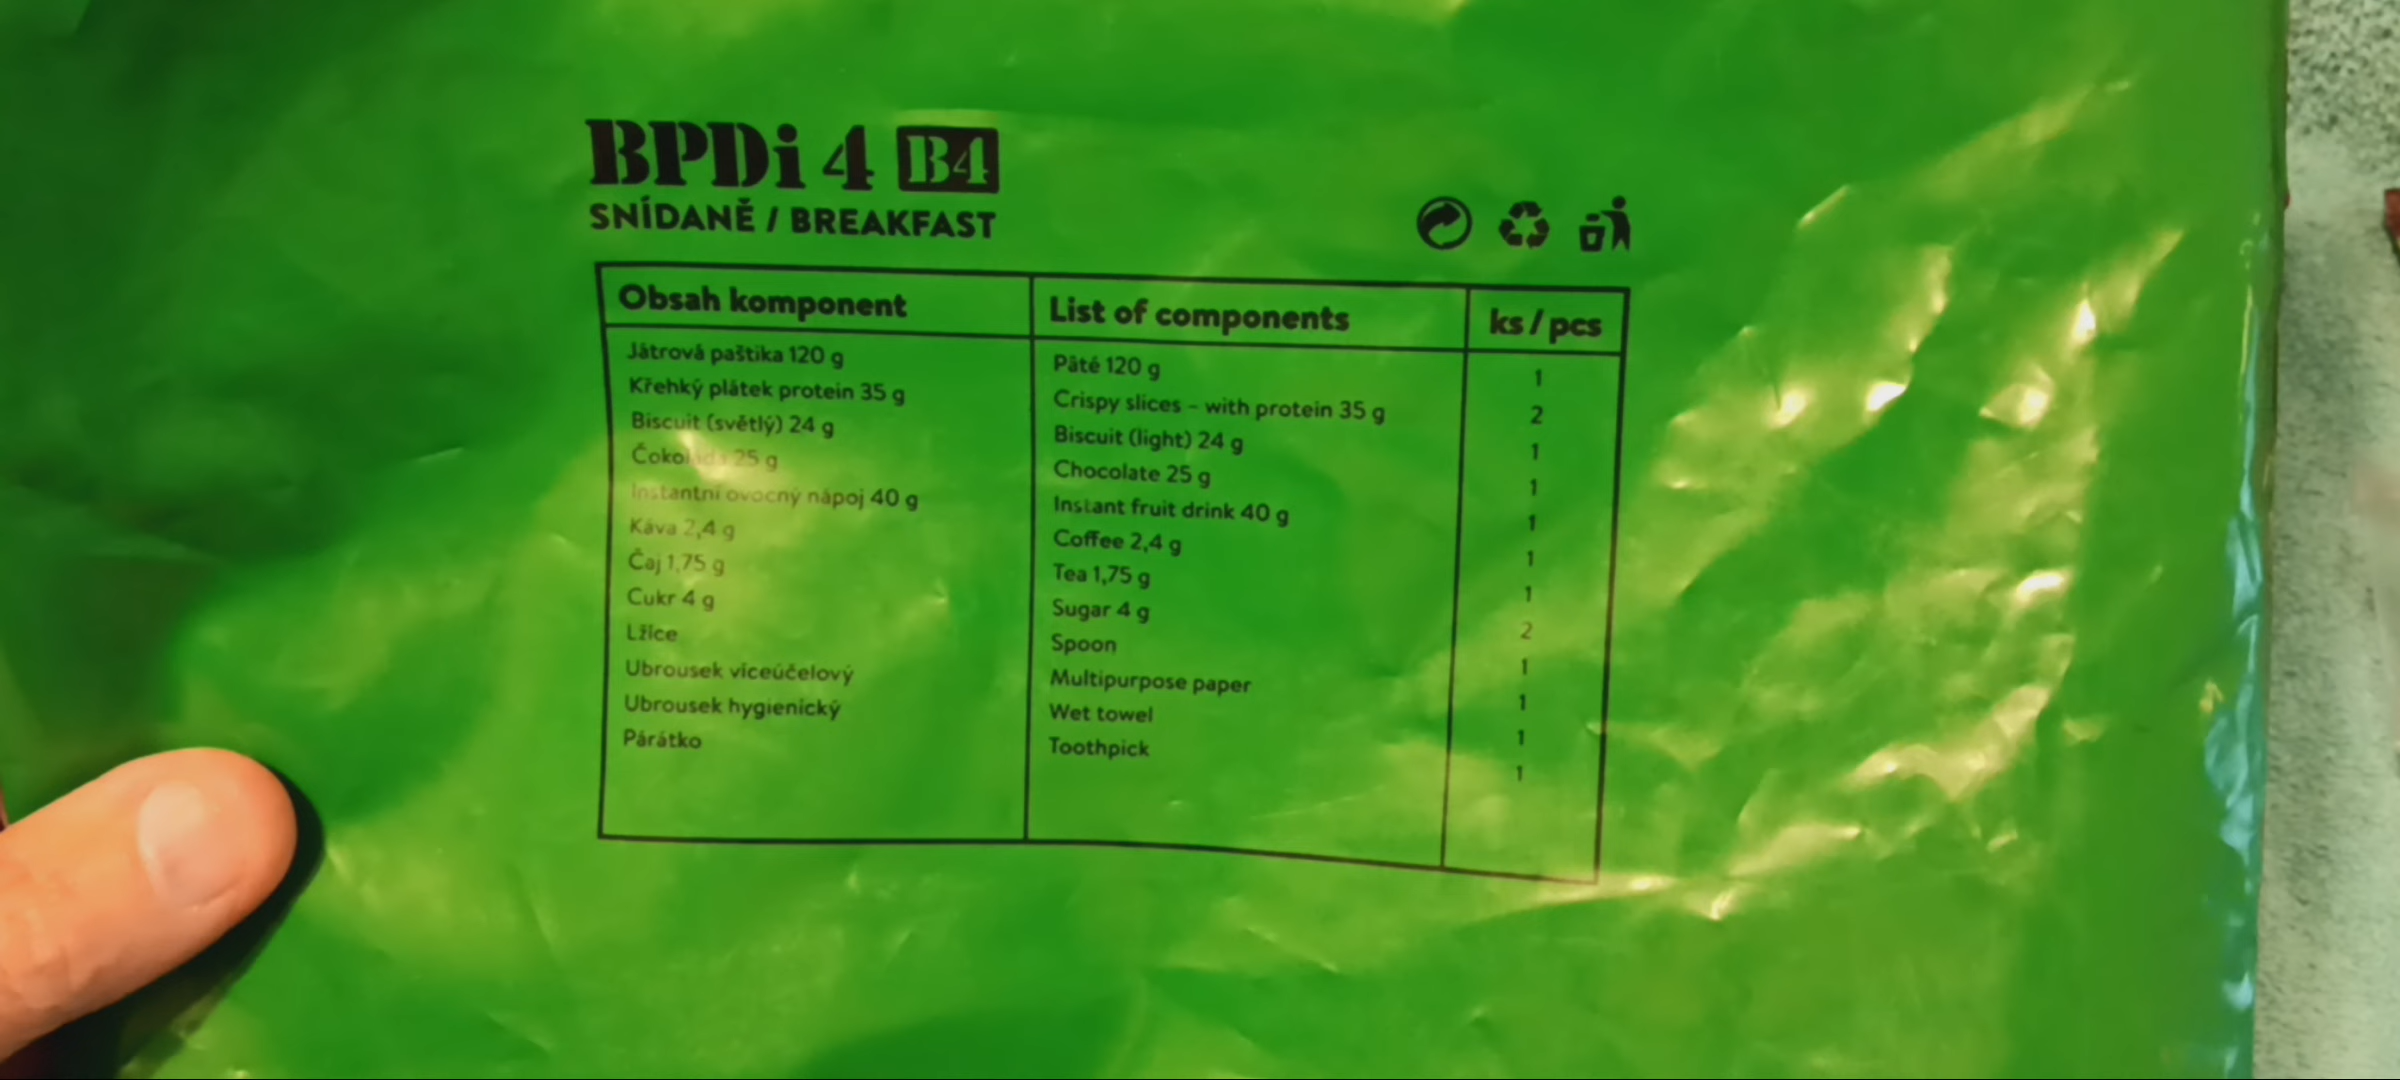 BPDi 4 B4
SNÍDANĚ / BREAKFAST
Obsah komponent List of components ks / pcs
Játrová paštika 120 g Pâté 120 g 1
Křehký plátek protein 35 g Crispy slices – with protein 35 g 2
Biscuit (světlý) 24 g Biscuit (light) 24 g 1
Čokoláda 25 g Chocolate 25 g 1
Instantní ovocný nápoj 40 g Instant fruit drink 40 g 1
Káva 2,4 g Coffee 2,4 g 1
Čaj 1,75 g Tea 1,75 g 1
Cukr 4 g Sugar 4 g 2
Lžíce Spoon 1
Ubrousek víceúčelový Multipurpose paper 1
Ubrousek hygienický Wet towel 1
Párátko Toothpick 1